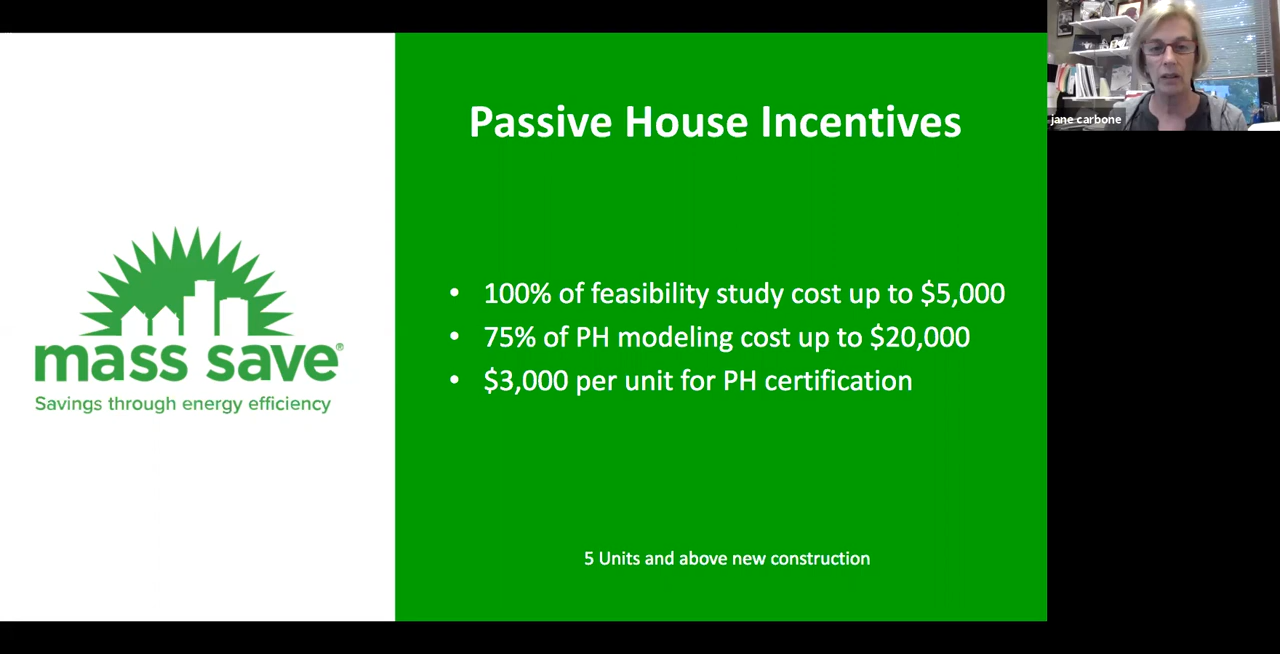 Passive House Incentives
• 100% of feasibility study cost up to $5,000
• 75% of PH modeling cost up to $20,000
• $3,000 per unit for PH certification
5 Units and above new construction
mass save®
Savings through energy efficiency
jane carbone